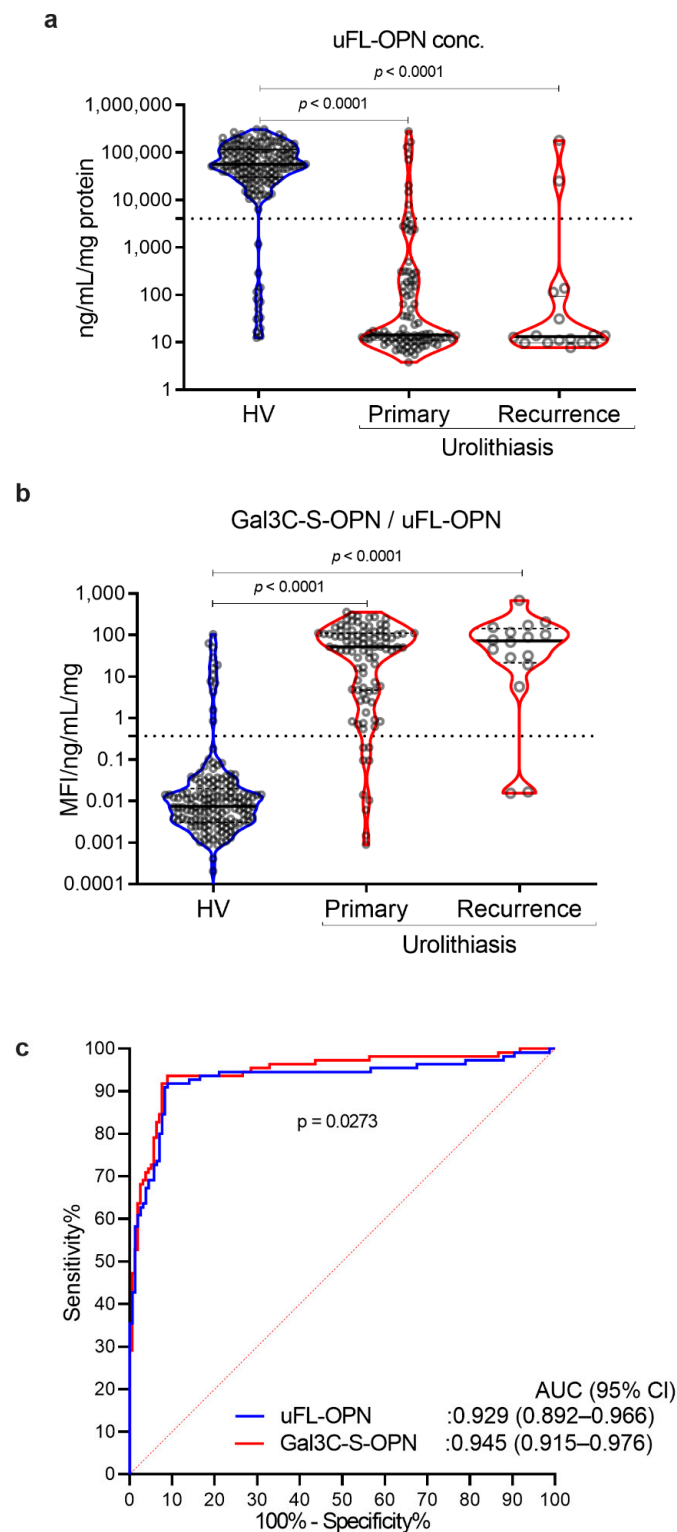 a
uFL-OPN conc.
p < 0.0001
p < 0.0001
1,000,000
100,000
10,000
1,000
100
10
1
ng/mL/mg protein
HV
Primary
Recurrence
Urolithiasis
b
Gal3C-S-OPN / uFL-OPN
p < 0.0001
p < 0.0001
1,000
100
10
1
0.1
0.01
0.001
0.0001
MFI/ng/mL/mg
HV
Primary
Recurrence
Urolithiasis
c
100
90
80
70
60
50
40
30
20
10
0
Sensitivity%
p = 0.0273
AUC (95% CI)
uFL-OPN :0.929 (0.892–0.966)
Gal3C-S-OPN :0.945 (0.915–0.976)
0 10 20 30 40 50 60 70 80 90 100
100% - Specificity%